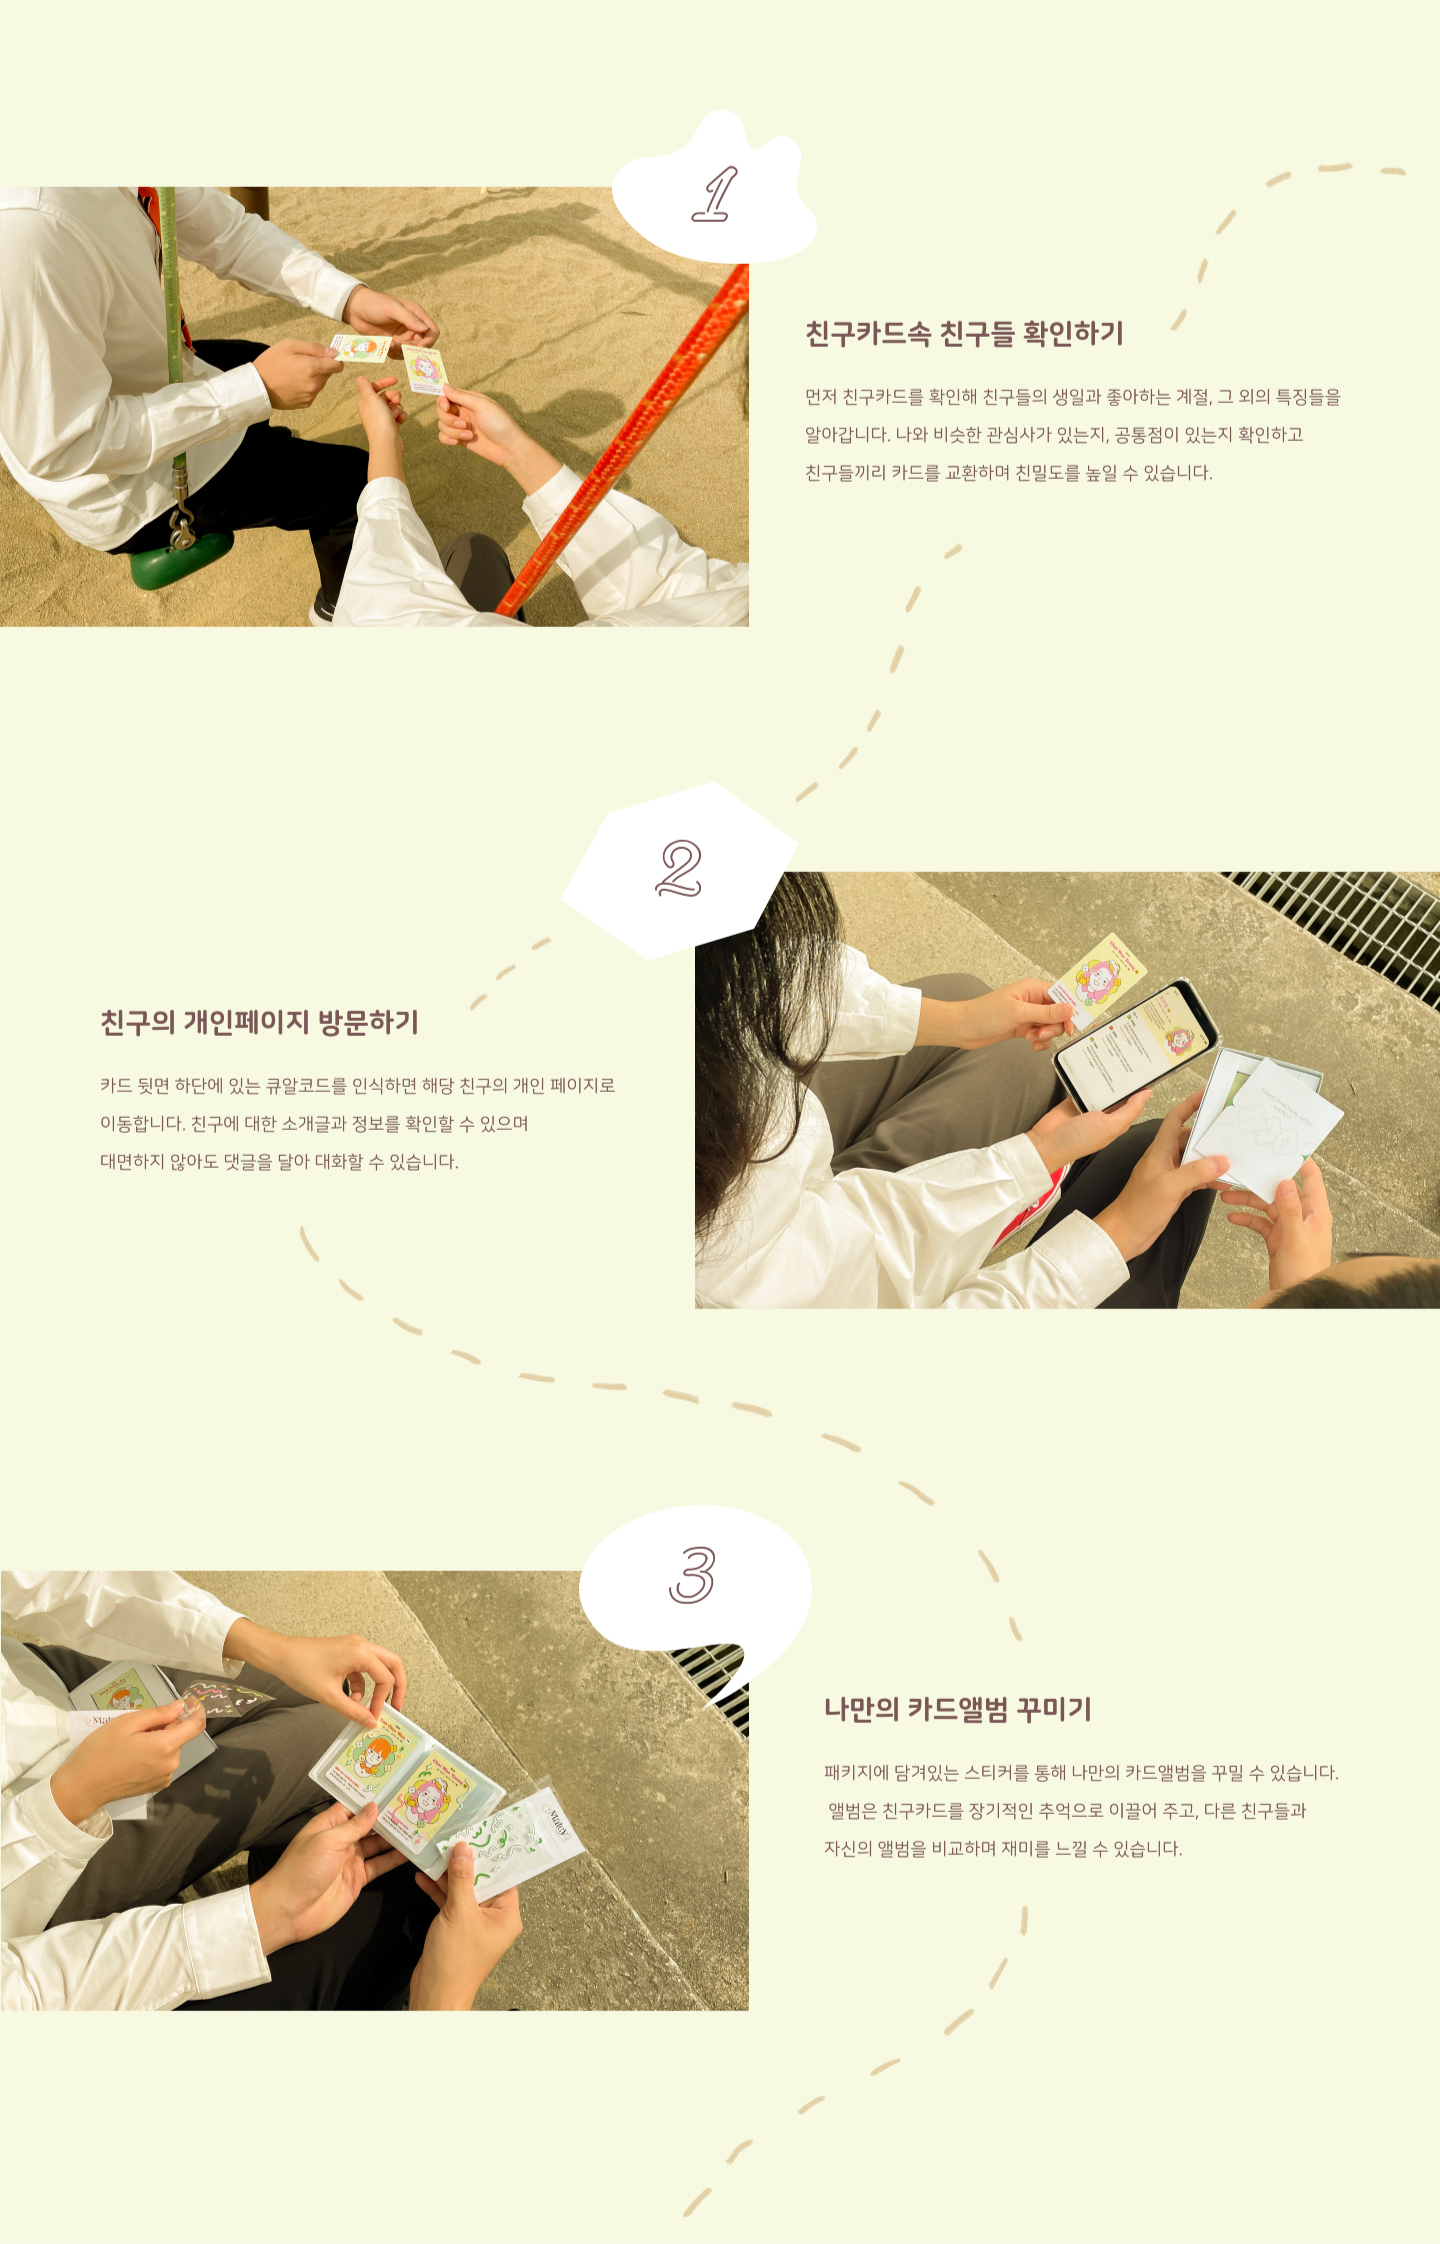 1
친구카드속 친구들 확인하기
먼저 친구카드를 확인해 친구들의 생일과 좋아하는 계절, 그 외의 특징들을
알아갑니다. 나와 비슷한 관심사가 있는지, 공통점이 있는지 확인하고
친구들끼리 카드를 교환하며 친밀도를 높일 수 있습니다.
2
친구의 개인페이지 방문하기
카드 뒷면 하단에 있는 큐알코드를 인식하면 해당 친구의 개인 페이지로
이동합니다. 친구에 대한 소개글과 정보를 확인할 수 있으며
대면하지 않아도 댓글을 달아 대화할 수 있습니다.
3
나만의 카드앨범 꾸미기
패키지에 담겨있는 스티커를 통해 나만의 카드앨범을 꾸밀 수 있습니다.
앨범은 친구카드를 장기적인 추억으로 이끌어 주고, 다른 친구들과
자신의 앨범을 비교하며 재미를 느낄 수 있습니다.
Matey